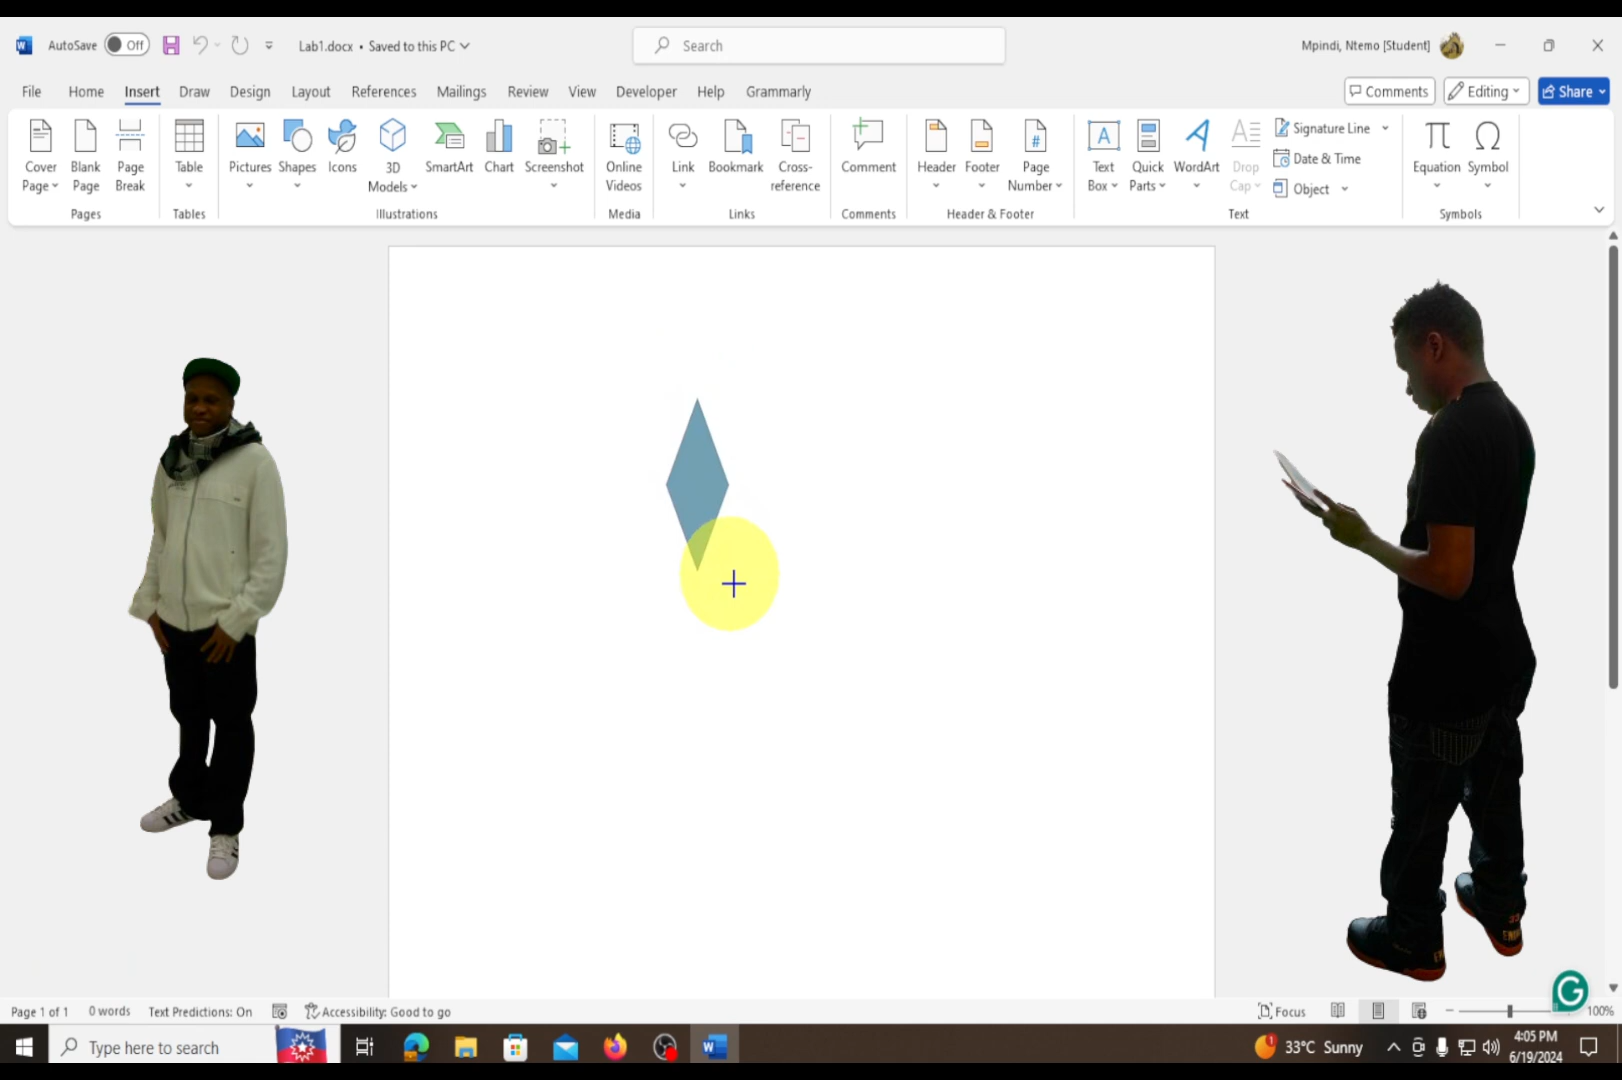 AutoSave Off Lab1.docx • Saved to this PC Search Mpindi, Ntemo [Student]
File Home Insert Draw Design Layout References Mailings Review View Developer Help Grammarly Comments Editing Share
Cover Page
Blank Page
Page Break
Pages
Table
Tables
Pictures
Shapes
Icons
3D Models
SmartArt
Chart
Screenshot
Illustrations
Online Videos
Media
Link
Bookmark
Cross-reference
Links
Comment
Comments
Header
Footer
Page Number
Header & Footer
Text Box
Quick Parts
WordArt
Drop Cap
Signature Line
Date & Time
Object
Text
Equation
Symbol
Symbols
Page 1 of 1 0 words Text Predictions: On Accessibility: Good to go Focus 100%
Type here to search 33°C Sunny 4:05 PM
6/19/2024